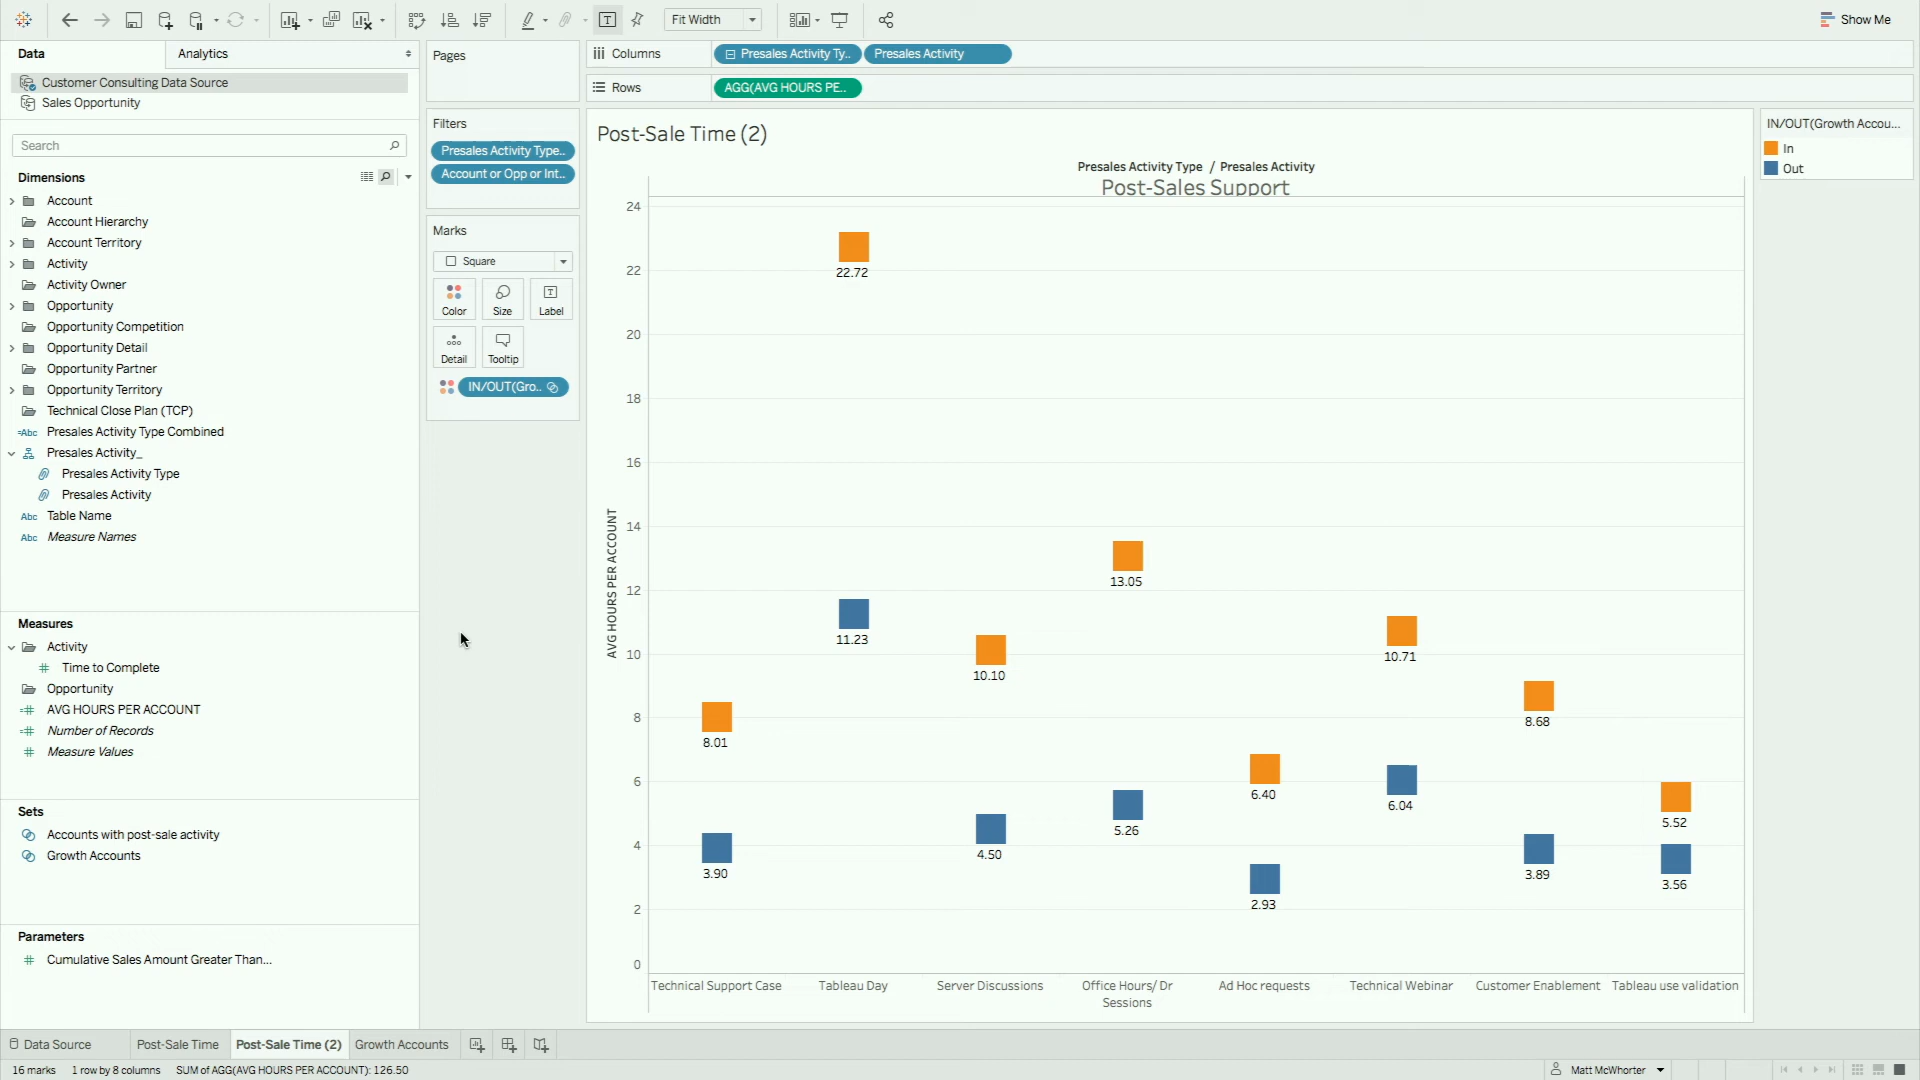 Fit Width
Show Me
Data
Analytics
Customer Consulting Data Source
Sales Opportunity
Search
Dimensions
Account
Account Hierarchy
Account Territory
Activity
Activity Owner
Opportunity
Opportunity Competition
Opportunity Detail
Opportunity Partner
Opportunity Territory
Technical Close Plan (TCP)
=Abc Presales Activity Type Combined
Presales Activity_
Presales Activity Type
Presales Activity
Abc Table Name
Abc Measure Names
Measures
Activity
# Time to Complete
Opportunity
=# AVG HOURS PER ACCOUNT
=# Number of Records
# Measure Values
Sets
Accounts with post-sale activity
Growth Accounts
Parameters
# Cumulative Sales Amount Greater Than...
Pages
Filters
Presales Activity Type..
Account or Opp or Int..
Marks
Square
Color
Size
Label
Detail
Tooltip
IN/OUT(Gro..
Columns
Presales Activity Ty..
Presales Activity
Rows
AGG(AVG HOURS PE..
Post-Sale Time (2)
Presales Activity Type / Presales Activity
Post-Sales Support
AVG HOURS PER ACCOUNT
24
22
20
18
16
14
12
10
8
6
4
2
0
22.72
13.05
11.23
10.10
10.71
8.01
8.68
6.40
6.04
5.26
5.52
4.50
3.90
3.89
3.56
2.93
Technical Support Case
Tableau Day
Server Discussions
Office Hours/ Dr
Sessions
Ad Hoc requests
Technical Webinar
Customer Enablement
Tableau use validation
IN/OUT(Growth Accou...
In
Out
Data Source
Post-Sale Time
Post-Sale Time (2)
Growth Accounts
16 marks
1 row by 8 columns
SUM of AGG(AVG HOURS PER ACCOUNT): 126.50
Matt McWhorter